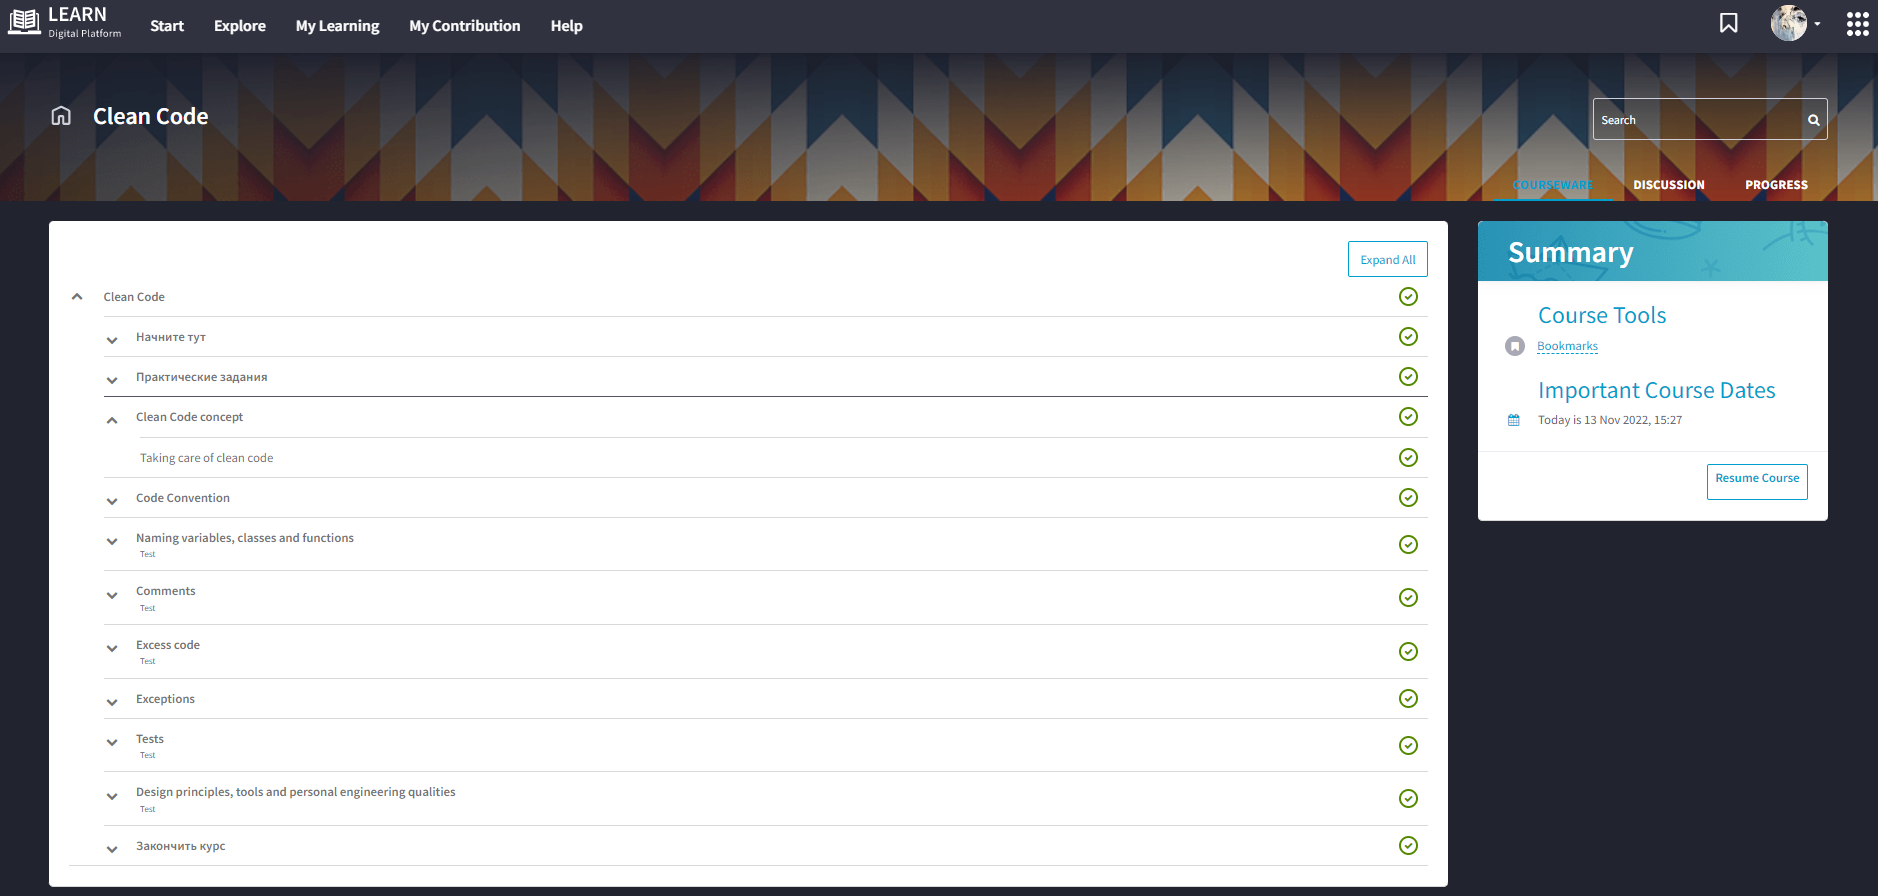 LEARN
Digital Platform
Start
Explore
My Learning
My Contribution
Help
Clean Code
Search
COURSEWARE
DISCUSSION
PROGRESS
Expand All
Clean Code
Начните тут
Практические задания
Clean Code concept
Taking care of clean code
Code Convention
Naming variables, classes and functions
Test
Comments
Test
Excess code
Test
Exceptions
Tests
Test
Design principles, tools and personal engineering qualities
Test
Закончить курс
Summary
Course Tools
Bookmarks
Important Course Dates
Today is 13 Nov 2022, 15:27
Resume Course